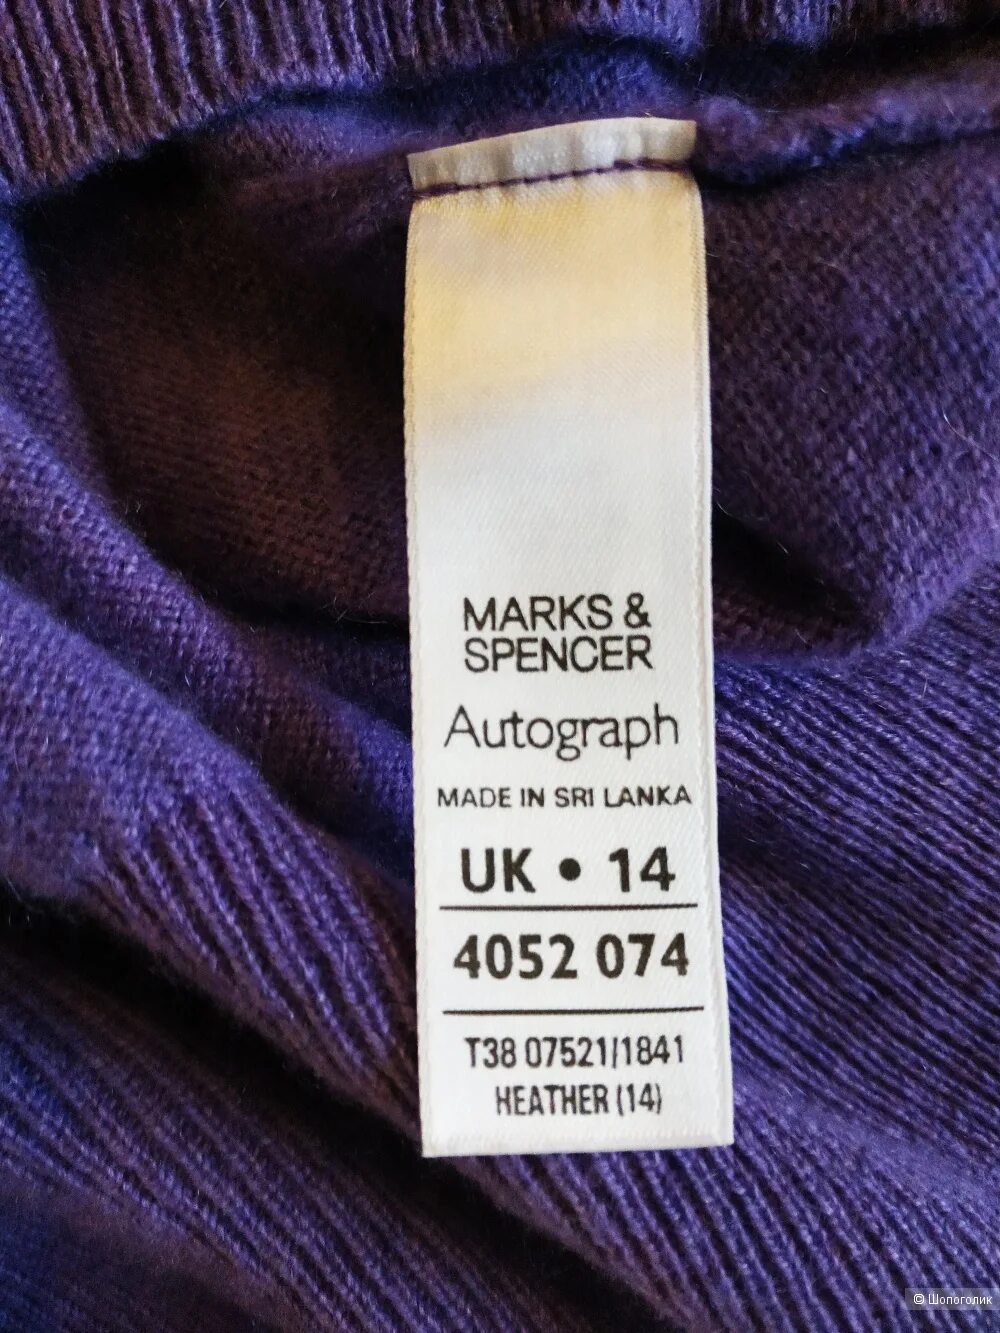 MARKS &
SPENCER
Autograph
MADE IN SRI LANKA
UK • 14
4052 074
T38 07521/1841
HEATHER (14)
© Шопоголик